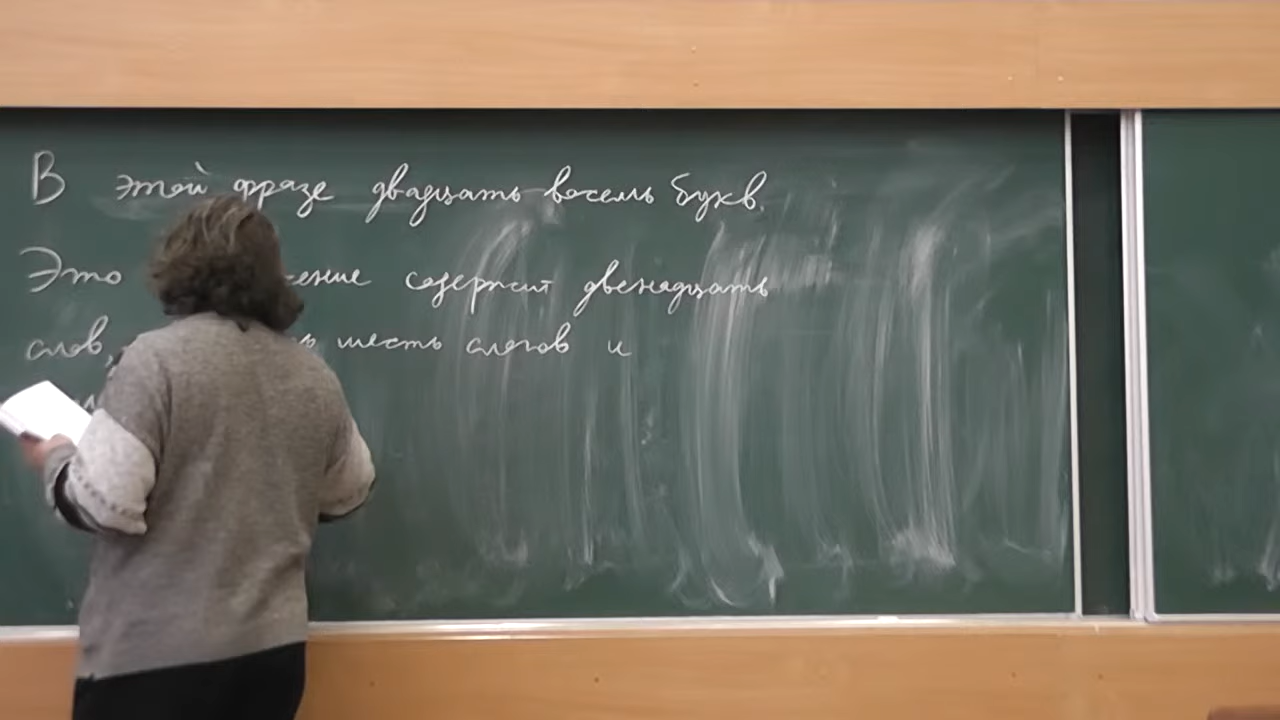 В этой фразе двадцать восемь букв.
Это содержит двенадцать
слов, шесть слогов и